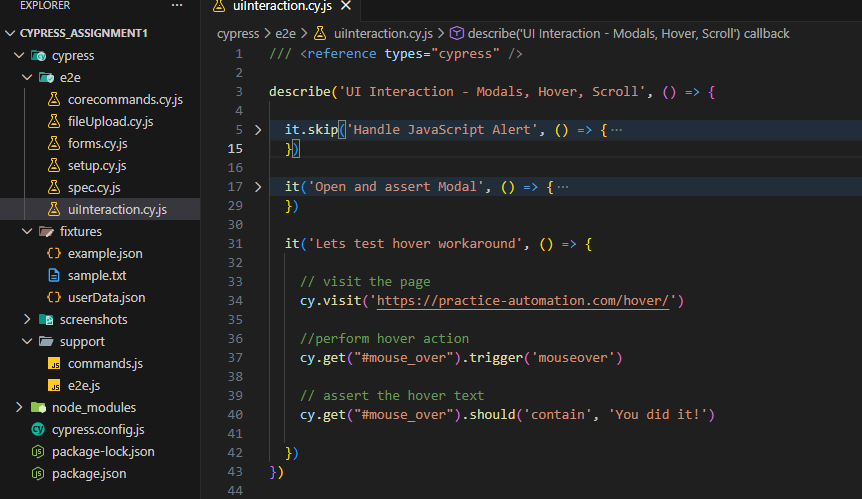 EXPLORER ···
CYPRESS_ASSIGNMENT1
cypress
e2e
corecommands.cy.js
fileUpload.cy.js
forms.cy.js
setup.cy.js
spec.cy.js
uiInteraction.cy.js
fixtures
example.json
sample.txt
userData.json
screenshots
support
commands.js
e2e.js
node_modules
cypress.config.js
package-lock.json
package.json
uiInteraction.cy.js ×
cypress > e2e > uiInteraction.cy.js > describe('UI Interaction - Modals, Hover, Scroll') callback
1 /// <reference types="cypress" />
2
3 describe('UI Interaction - Modals, Hover, Scroll', () => {
4
5 it.skip('Handle JavaScript Alert', () => {···
15 })
16
17 it('Open and assert Modal', () => {···
29 })
30
31 it('Lets test hover workaround', () => {
32
33 // visit the page
34 cy.visit('https://practice-automation.com/hover/')
35
36 //perform hover action
37 cy.get("#mouse_over").trigger('mouseover')
38
39 // assert the hover text
40 cy.get("#mouse_over").should('contain', 'You did it!')
41
42 })
43 })
44